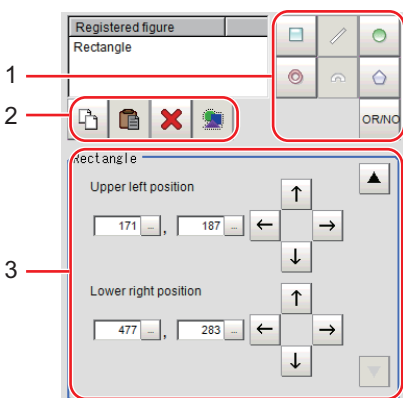 Registered figure
Rectangle
1
2
OR/NO
Rectangle
Upper left position
171 ... , 187 ...
3
Lower right position
477 ... , 283 ...